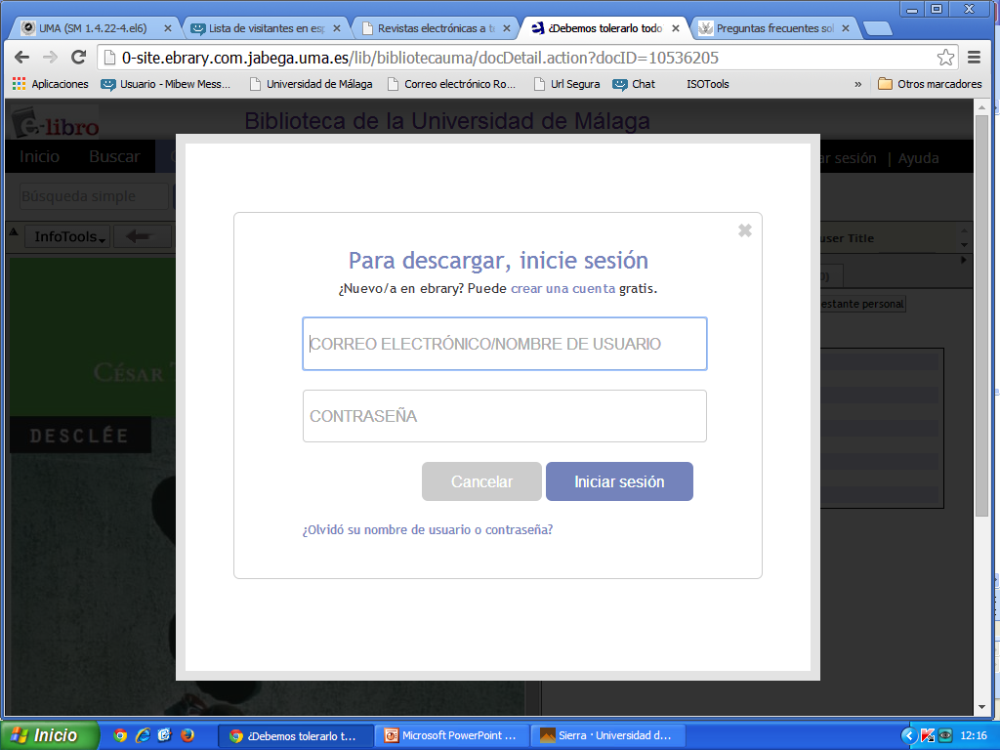 UMA (SM 1.4.22-4.el6)
Lista de visitantes en esp
Revistas electrónicas a t
¿Debemos tolerarlo todo
Preguntas frecuentes sol
0-site.ebrary.com.jabega.uma.es/lib/bibliotecauma/docDetail.action?docID=10536205
Aplicaciones
Usuario - Mibew Mess...
Universidad de Málaga
Correo electrónico Ro...
Url Segura
Chat
ISOTools
»
Otros marcadores
e-libro
Biblioteca de la Universidad de Málaga
Inicio
Buscar
ar sesión | Ayuda
Búsqueda simple
InfoTools
user Title
estante personal
César T
DESCLÉE
Para descargar, inicie sesión
¿Nuevo/a en ebrary? Puede crear una cuenta gratis.
CORREO ELECTRÓNICO/NOMBRE DE USUARIO
CONTRASEÑA
Cancelar
Iniciar sesión
¿Olvidó su nombre de usuario o contraseña?
Inicio
¿Debemos tolerarlo t...
Microsoft PowerPoint ...
Sierra · Universidad d...
12:16